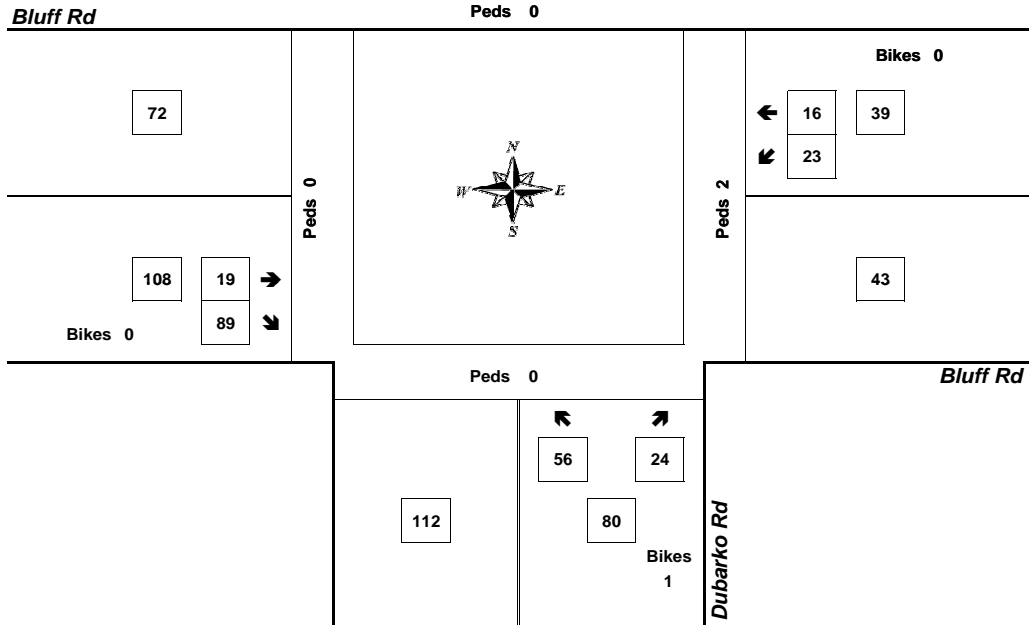 Bluff Rd
Peds 0
Bikes 0
72
16
39
23
N
W
E
S
Peds 0
Peds 2
108
19
43
89
Bikes 0
Peds 0
Bluff Rd
56
24
112
80
Bikes
1
Dubarko Rd